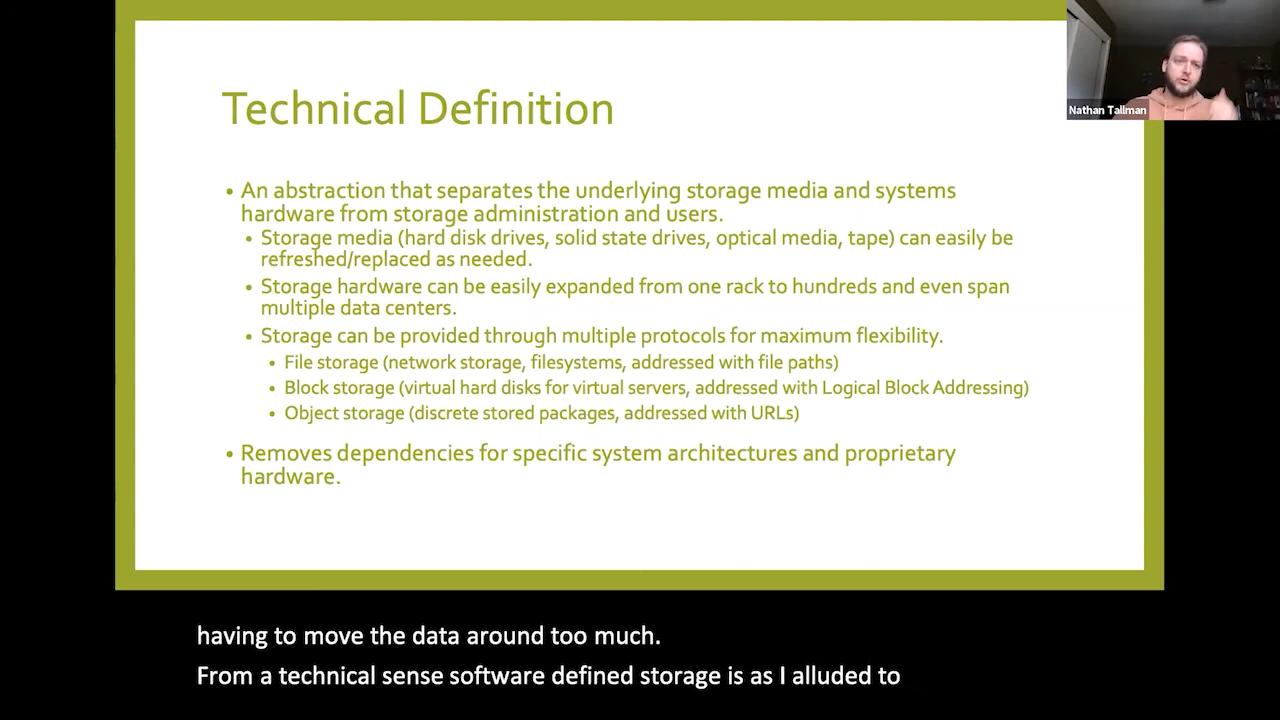 Technical Definition
• An abstraction that separates the underlying storage media and systems
hardware from storage administration and users.
• Storage media (hard disk drives, solid state drives, optical media, tape) can easily be
refreshed/replaced as needed.
• Storage hardware can be easily expanded from one rack to hundreds and even span
multiple data centers.
• Storage can be provided through multiple protocols for maximum flexibility.
• File storage (network storage, filesystems, addressed with file paths)
• Block storage (virtual hard disks for virtual servers, addressed with Logical Block Addressing)
• Object storage (discrete stored packages, addressed with URLs)
• Removes dependencies for specific system architectures and proprietary
hardware.
Nathan Tallman
having to move the data around too much.
From a technical sense software defined storage is as I alluded to